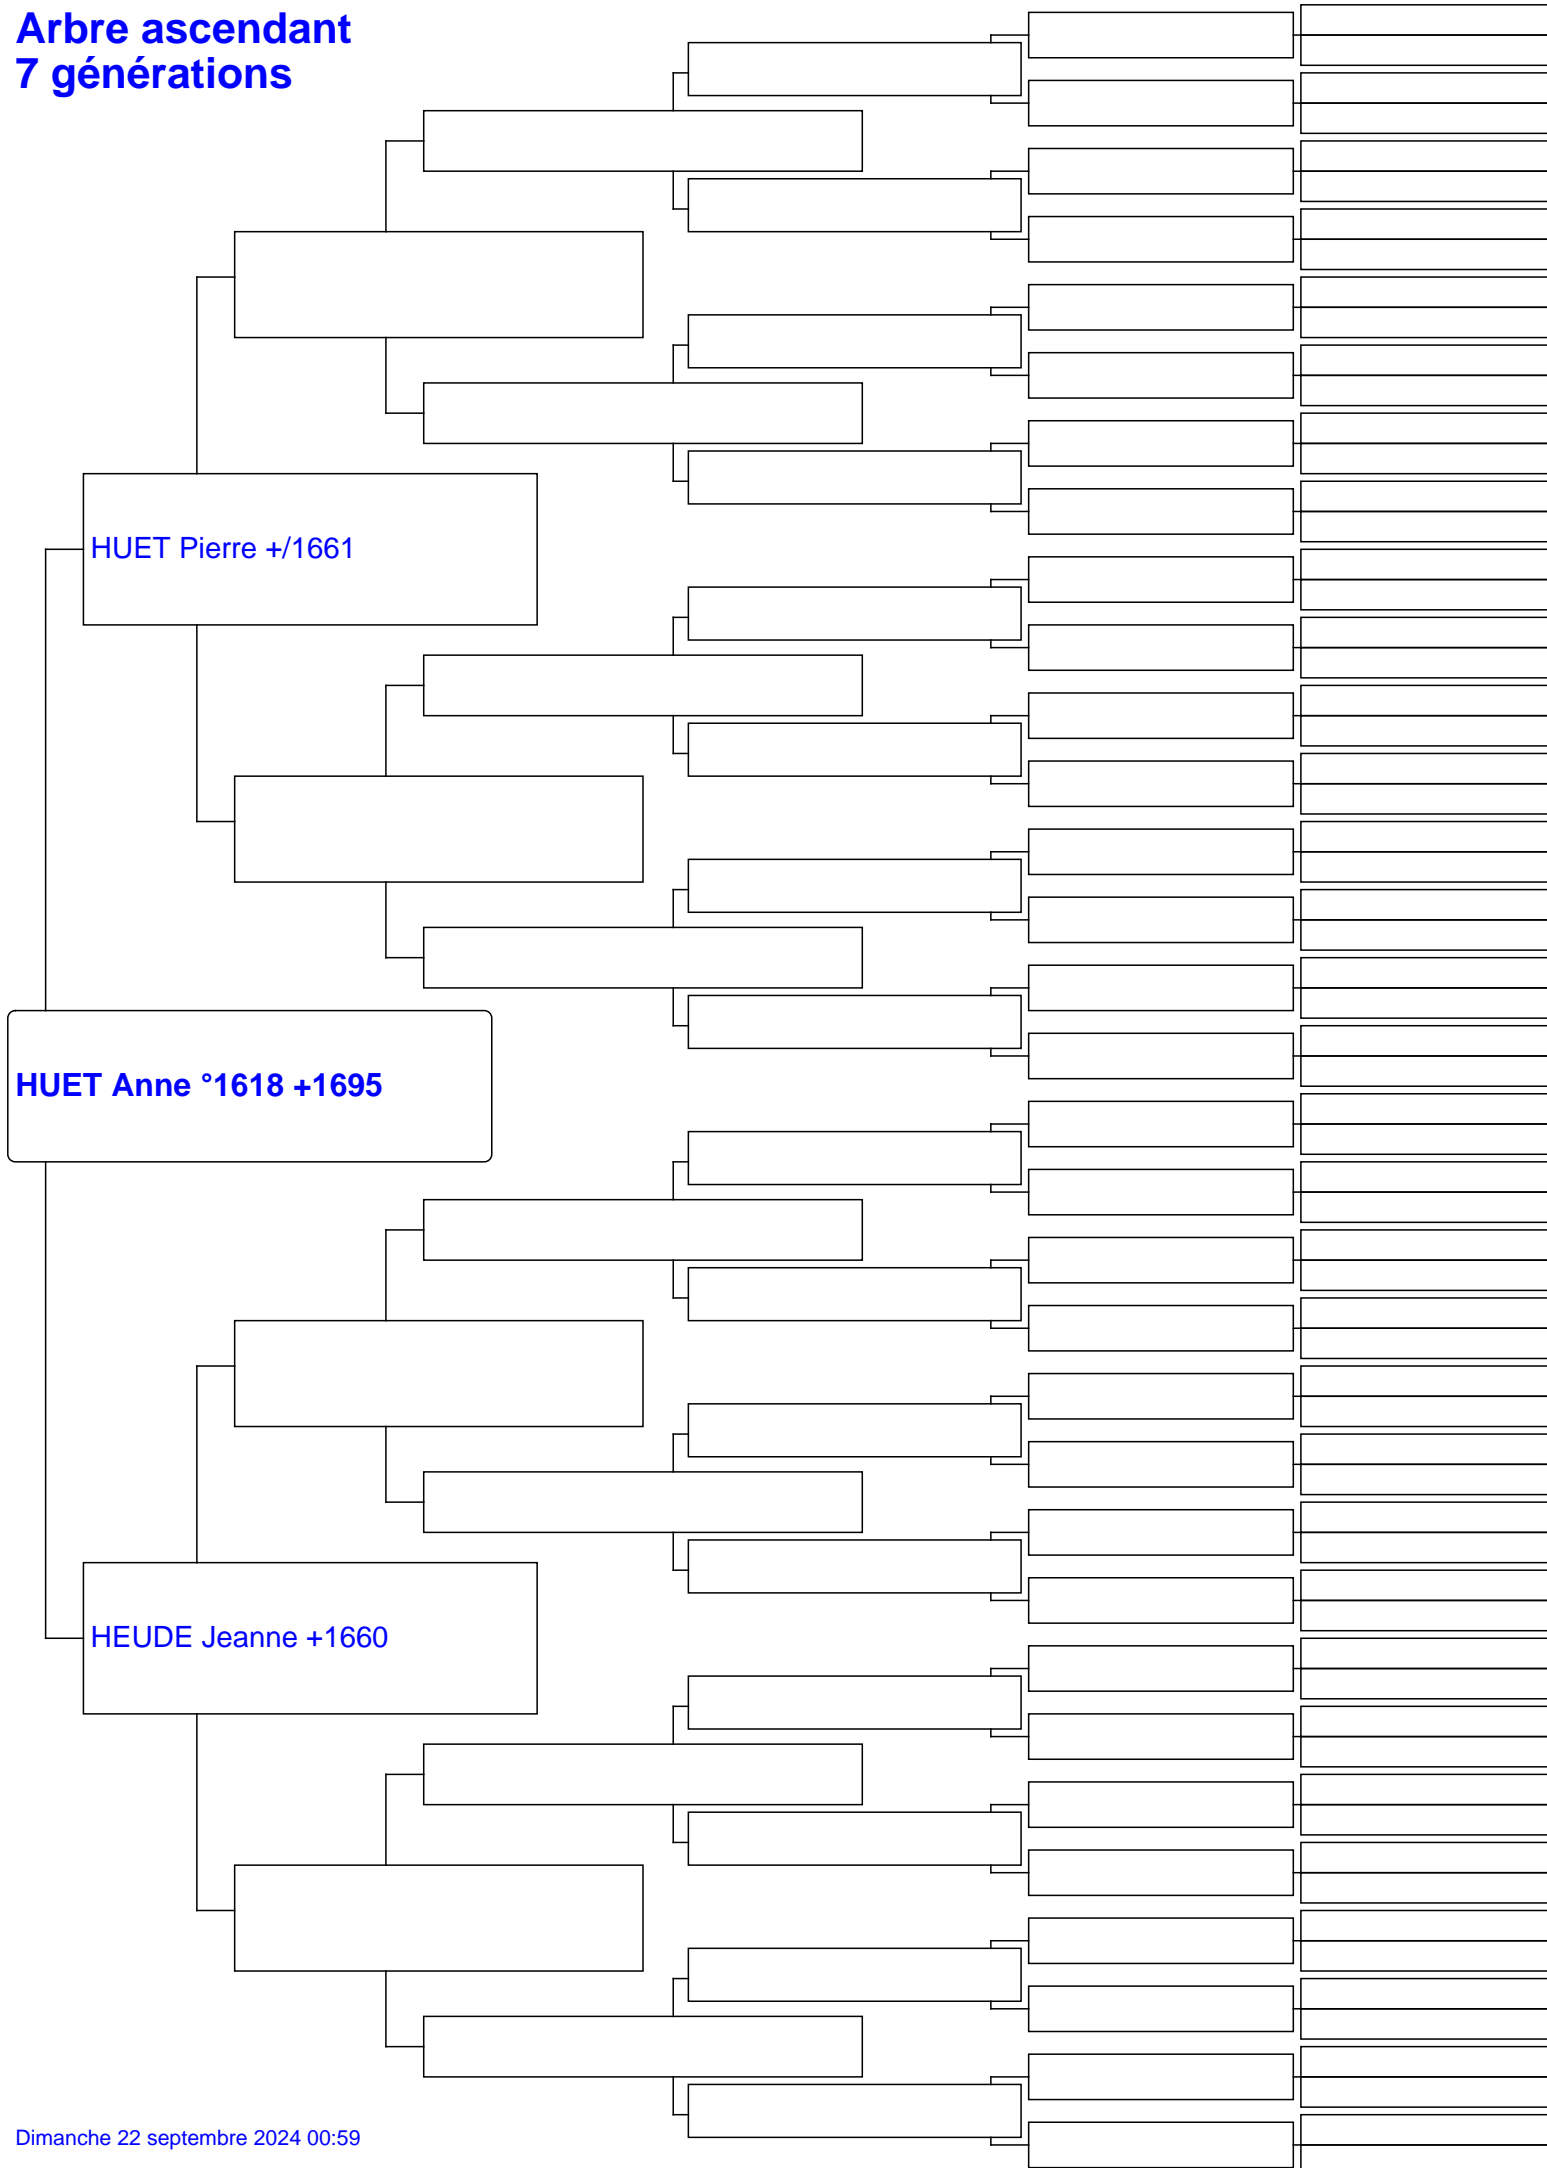 Arbre ascendant
7 générations
HUET Pierre +/1661
HUET Anne °1618 +1695
HEUDE Jeanne +1660
Dimanche 22 septembre 2024 00:59